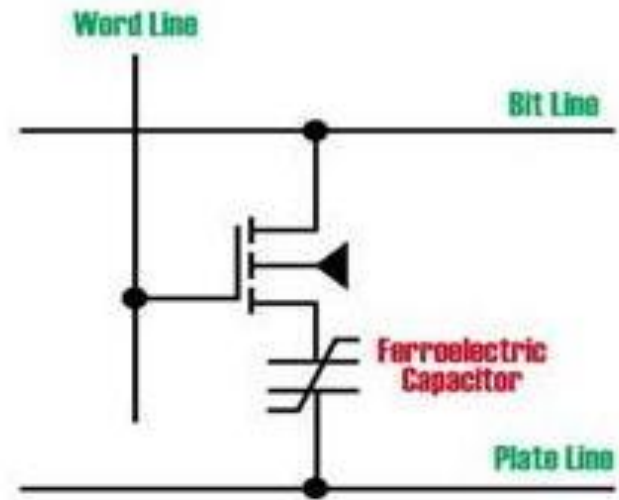 Word Line
Bit Line
Ferroelectric
Capacitor
Plate Line